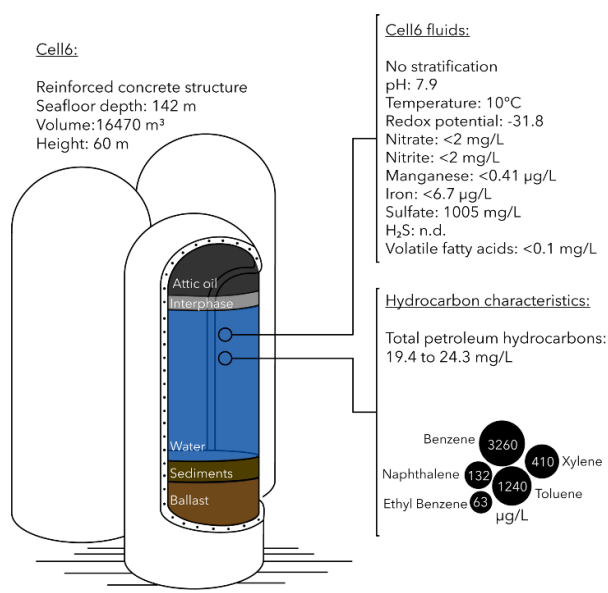 Cell6:
Reinforced concrete structure
Seafloor depth: 142 m
Volume:16470 m³
Height: 60 m
Attic oil
Interphase
Water
Sediments
Ballast
Cell6 fluids:
No stratification
pH: 7.9
Temperature: 10°C
Redox potential: -31.8
Nitrate: <2 mg/L
Nitrite: <2 mg/L
Manganese: <0.41 µg/L
Iron: <6.7 µg/L
Sulfate: 1005 mg/L
H₂S: n.d.
Volatile fatty acids: <0.1 mg/L
Hydrocarbon characteristics:
Total petroleum hydrocarbons:
19.4 to 24.3 mg/L
Benzene 3260
410 Xylene
Naphthalene 132
1240 Toluene
Ethyl Benzene 63
µg/L